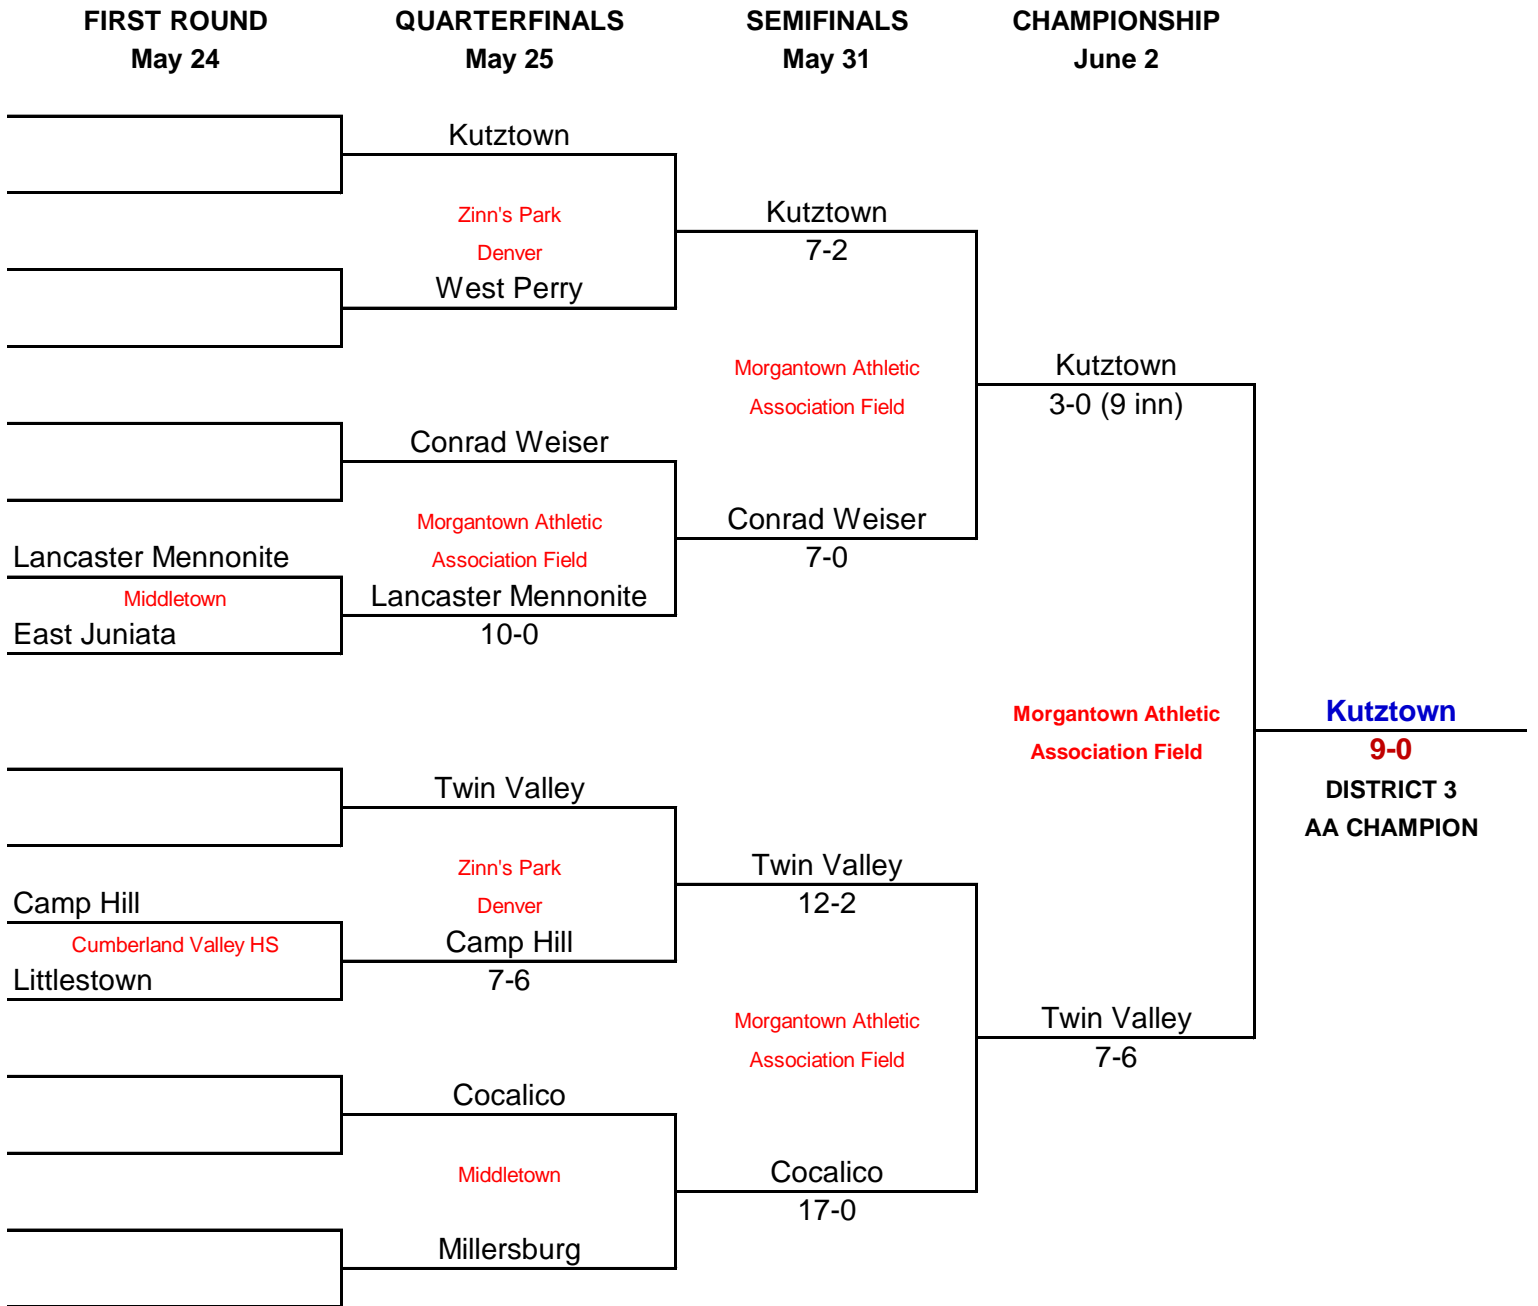 FIRST ROUND QUARTERFINALS SEMIFINALS CHAMPIONSHIP
May 24 May 25 May 31 June 2
Kutztown
Zinn's Park
Denver
West Perry
Kutztown
7-2
Morgantown Athletic
Association Field
Kutztown
3-0 (9 inn)
Conrad Weiser
Morgantown Athletic
Association Field
Conrad Weiser
7-0
Lancaster Mennonite
Middletown
East Juniata
Lancaster Mennonite
10-0
Morgantown Athletic
Association Field
Kutztown
9-0
DISTRICT 3
AA CHAMPION
Twin Valley
Zinn's Park
Denver
Twin Valley
12-2
Camp Hill
Cumberland Valley HS
Littlestown
Camp Hill
7-6
Morgantown Athletic
Association Field
Twin Valley
7-6
Cocalico
Middletown
Cocalico
17-0
Millersburg